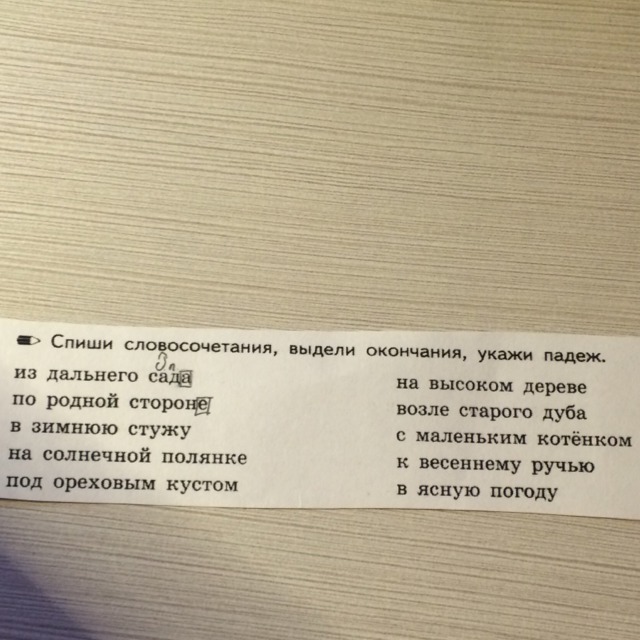 Спиши словосочетания, выдели окончания, укажи падеж.
из дальнего сада
по родной стороне
в зимнюю стужу
на солнечной полянке
под ореховым кустом
на высоком дереве
возле старого дуба
с маленьким котёнком
к весеннему ручью
в ясную погоду